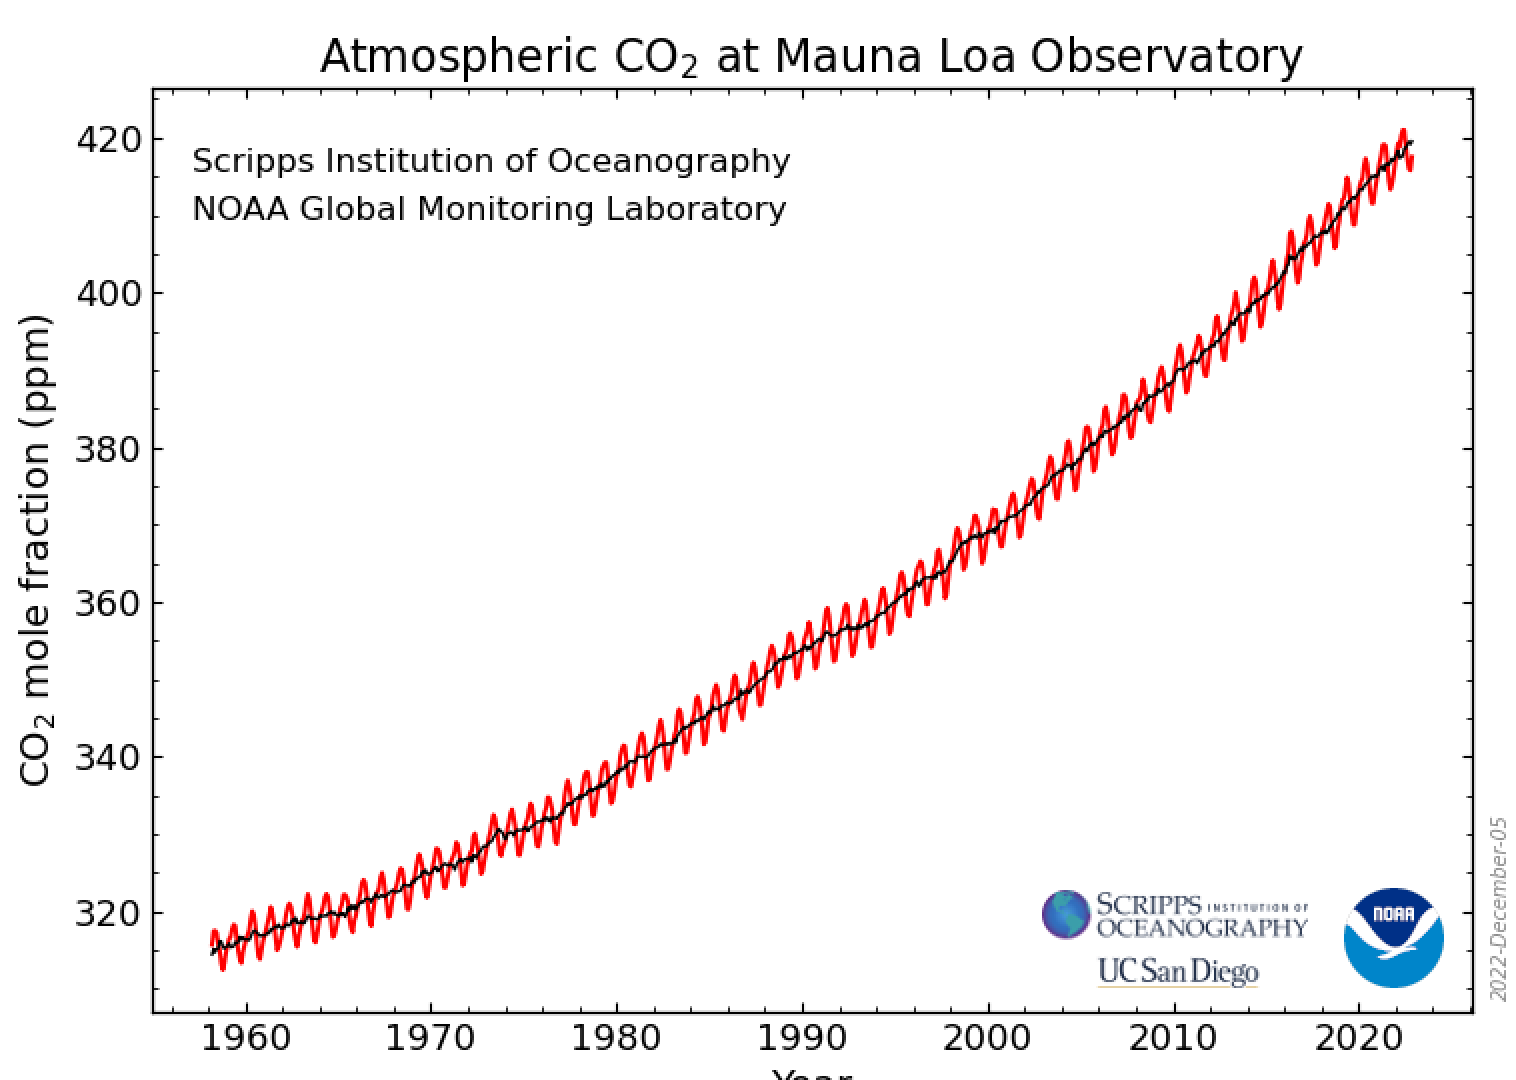 Atmospheric CO₂ at Mauna Loa Observatory
Scripps Institution of Oceanography
NOAA Global Monitoring Laboratory
CO₂ mole fraction (ppm)
420
400
380
360
340
320
1960 1970 1980 1990 2000 2010 2020
Year
SCRIPPS INSTITUTION OF
OCEANOGRAPHY
UC San Diego
NOAA
2022-December-05